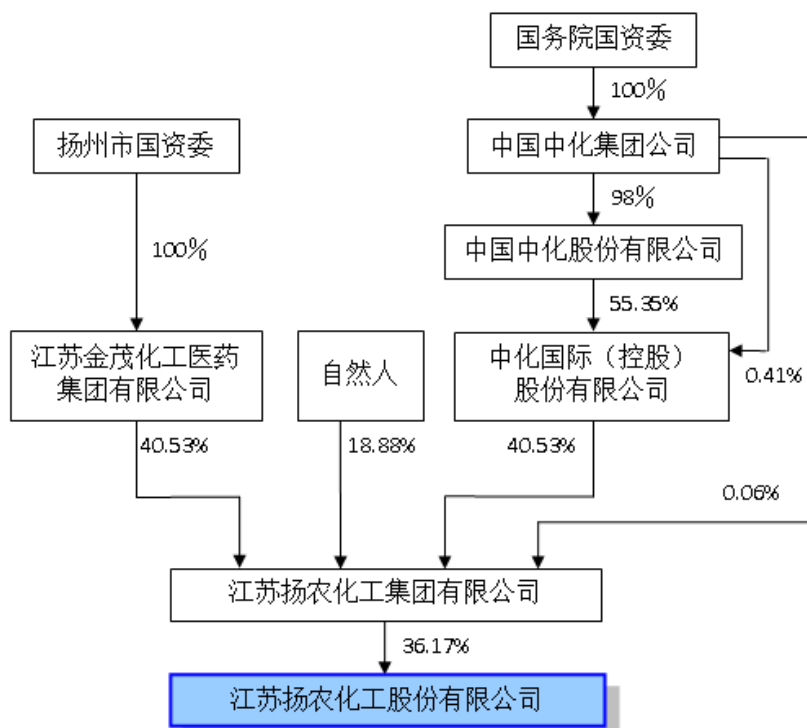 国务院国资委
100%
扬州市国资委
中国中化集团公司
98%
100%
中国中化股份有限公司
55.35%
江苏金茂化工医药
集团有限公司
自然人
中化国际（控股）
股份有限公司
0.41%
40.53%
18.88%
40.53%
0.06%
江苏扬农化工集团有限公司
36.17%
江苏扬农化工股份有限公司